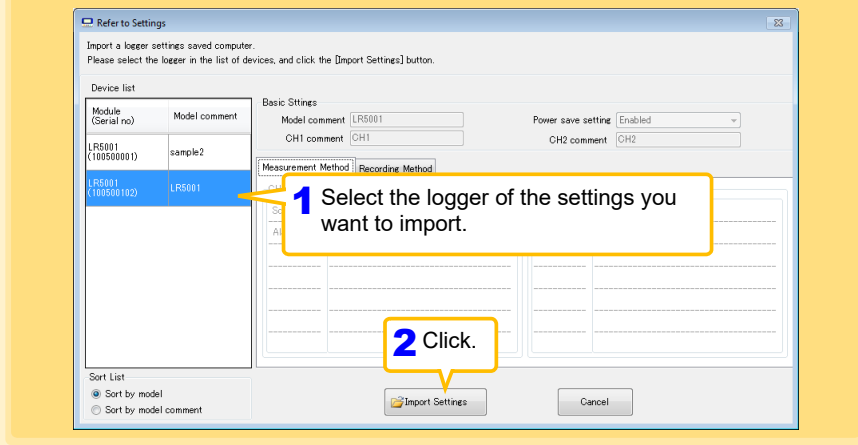 Refer to Settings
Import a logger settings saved computer.
Please select the logger in the list of devices, and click the [Import Settings] button.
Device list
Module
(Serial no)
Model comment
LR5001
(100500001)
sample2
LR5001
(100500102)
LR5001
Basic Sttings
Model comment LR5001
Power save setting Enabled
CH1 comment CH1
CH2 comment CH2
Measurement Method Recording Method
1 Select the logger of the settings you
want to import.
2 Click.
Sort List
Sort by model
Sort by model comment
Import Settings
Cancel